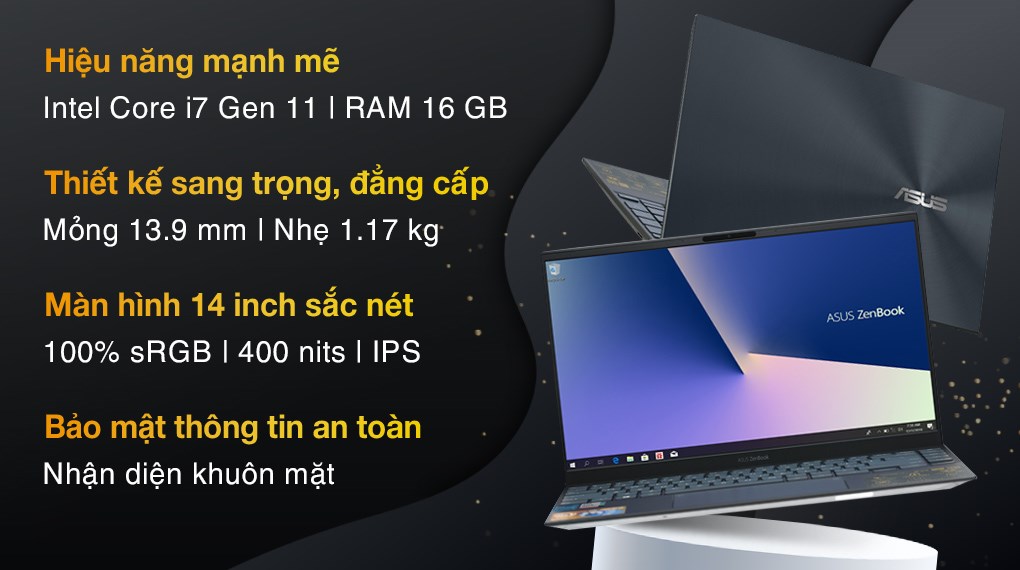 Hiệu năng mạnh mẽ
Intel Core i7 Gen 11 | RAM 16 GB
Thiết kế sang trọng, đẳng cấp
Mỏng 13.9 mm | Nhẹ 1.17 kg
Màn hình 14 inch sắc nét
100% sRGB | 400 nits | IPS
Bảo mật thông tin an toàn
Nhận diện khuôn mặt
ASUS
ASUS ZenBook
ASUS ZenBook